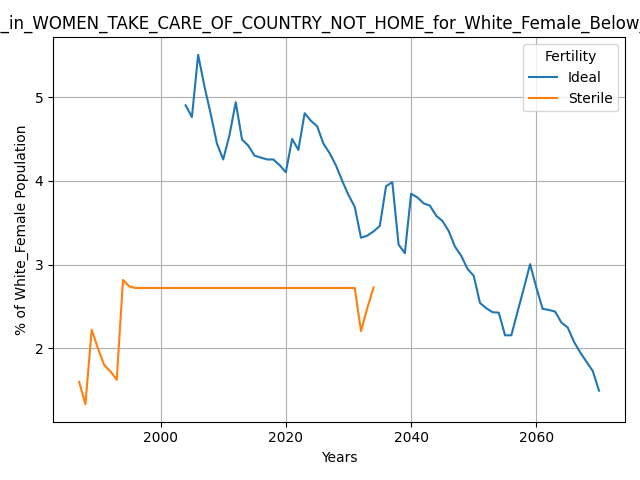 _in_WOMEN_TAKE_CARE_OF_COUNTRY_NOT_HOME_for_White_Female_Below_
Fertility
Ideal
Sterile
% of White_Female Population
5
4
3
2
2000 2020 2040 2060
Years